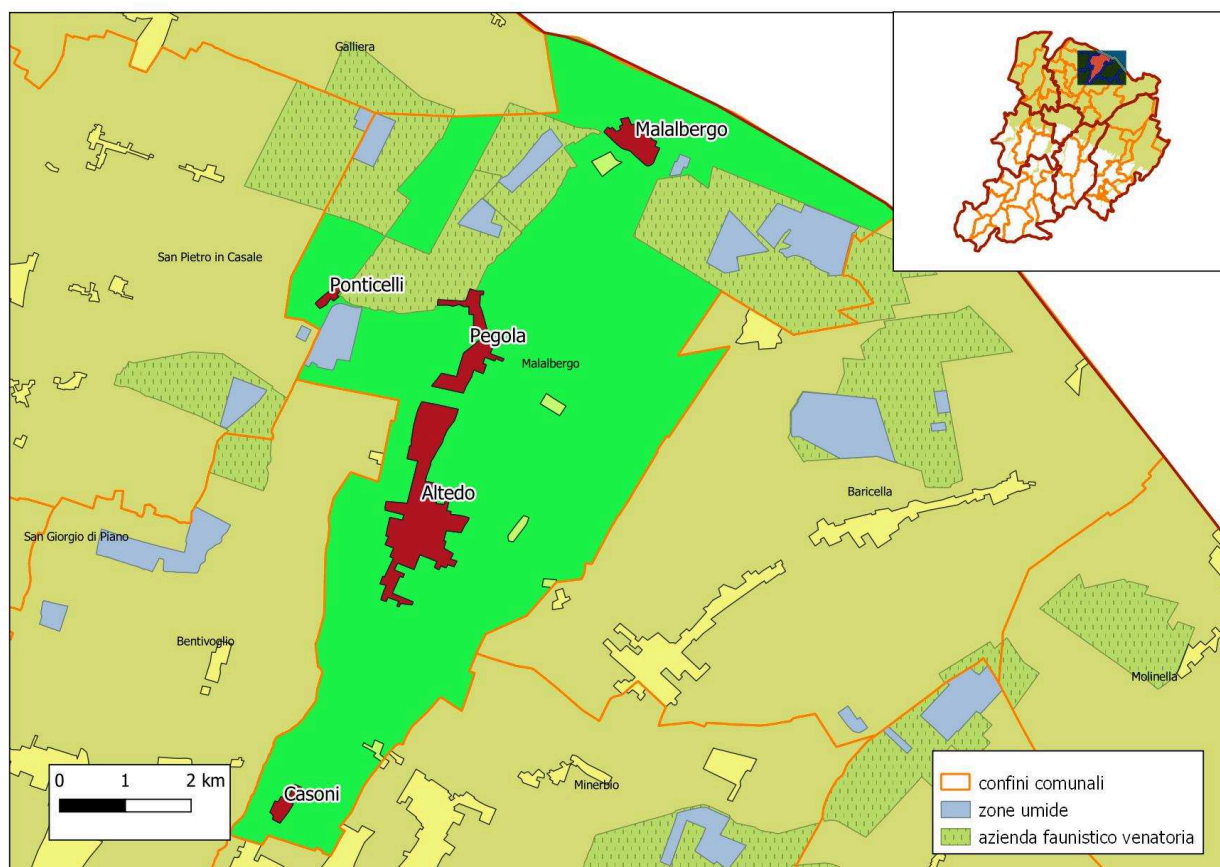 Galliera
Malalbergo
San Pietro in Casale
Ponticelli
Pegola
Malalbergo
Altedo
Baricella
San Giorgio di Piano
Bentivoglio
Molinella
Minerbio
Casoni
0 1 2 km
confini comunali
zone umide
azienda faunistico venatoria